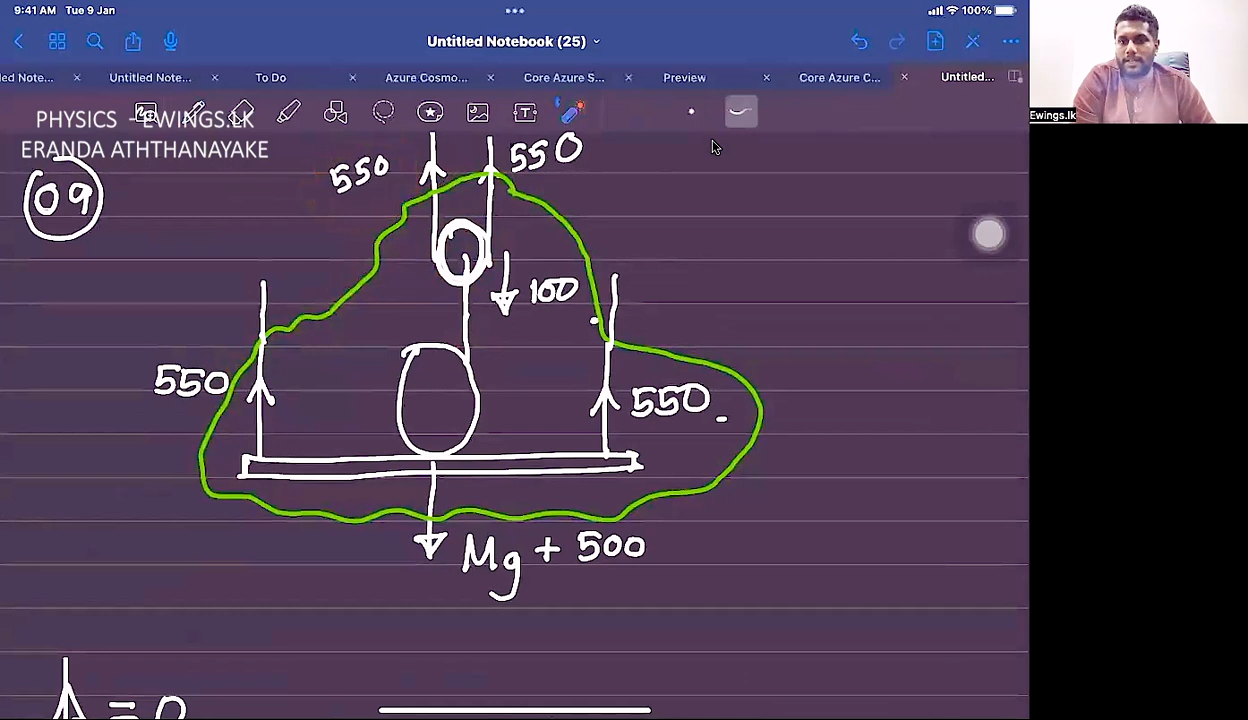 9:41 AM Tue 9 Jan
100%
Untitled Notebook (25)
led Note...
Untitled Note...
To Do
Azure Cosmo...
Core Azure S...
Preview
Core Azure C...
Untitled...
PHYSICS - EWINGS.LK
ERANDA ATHTHANAYAKE
Ewings.lk
09
550
550
100
550
550
Mg + 500
= 0